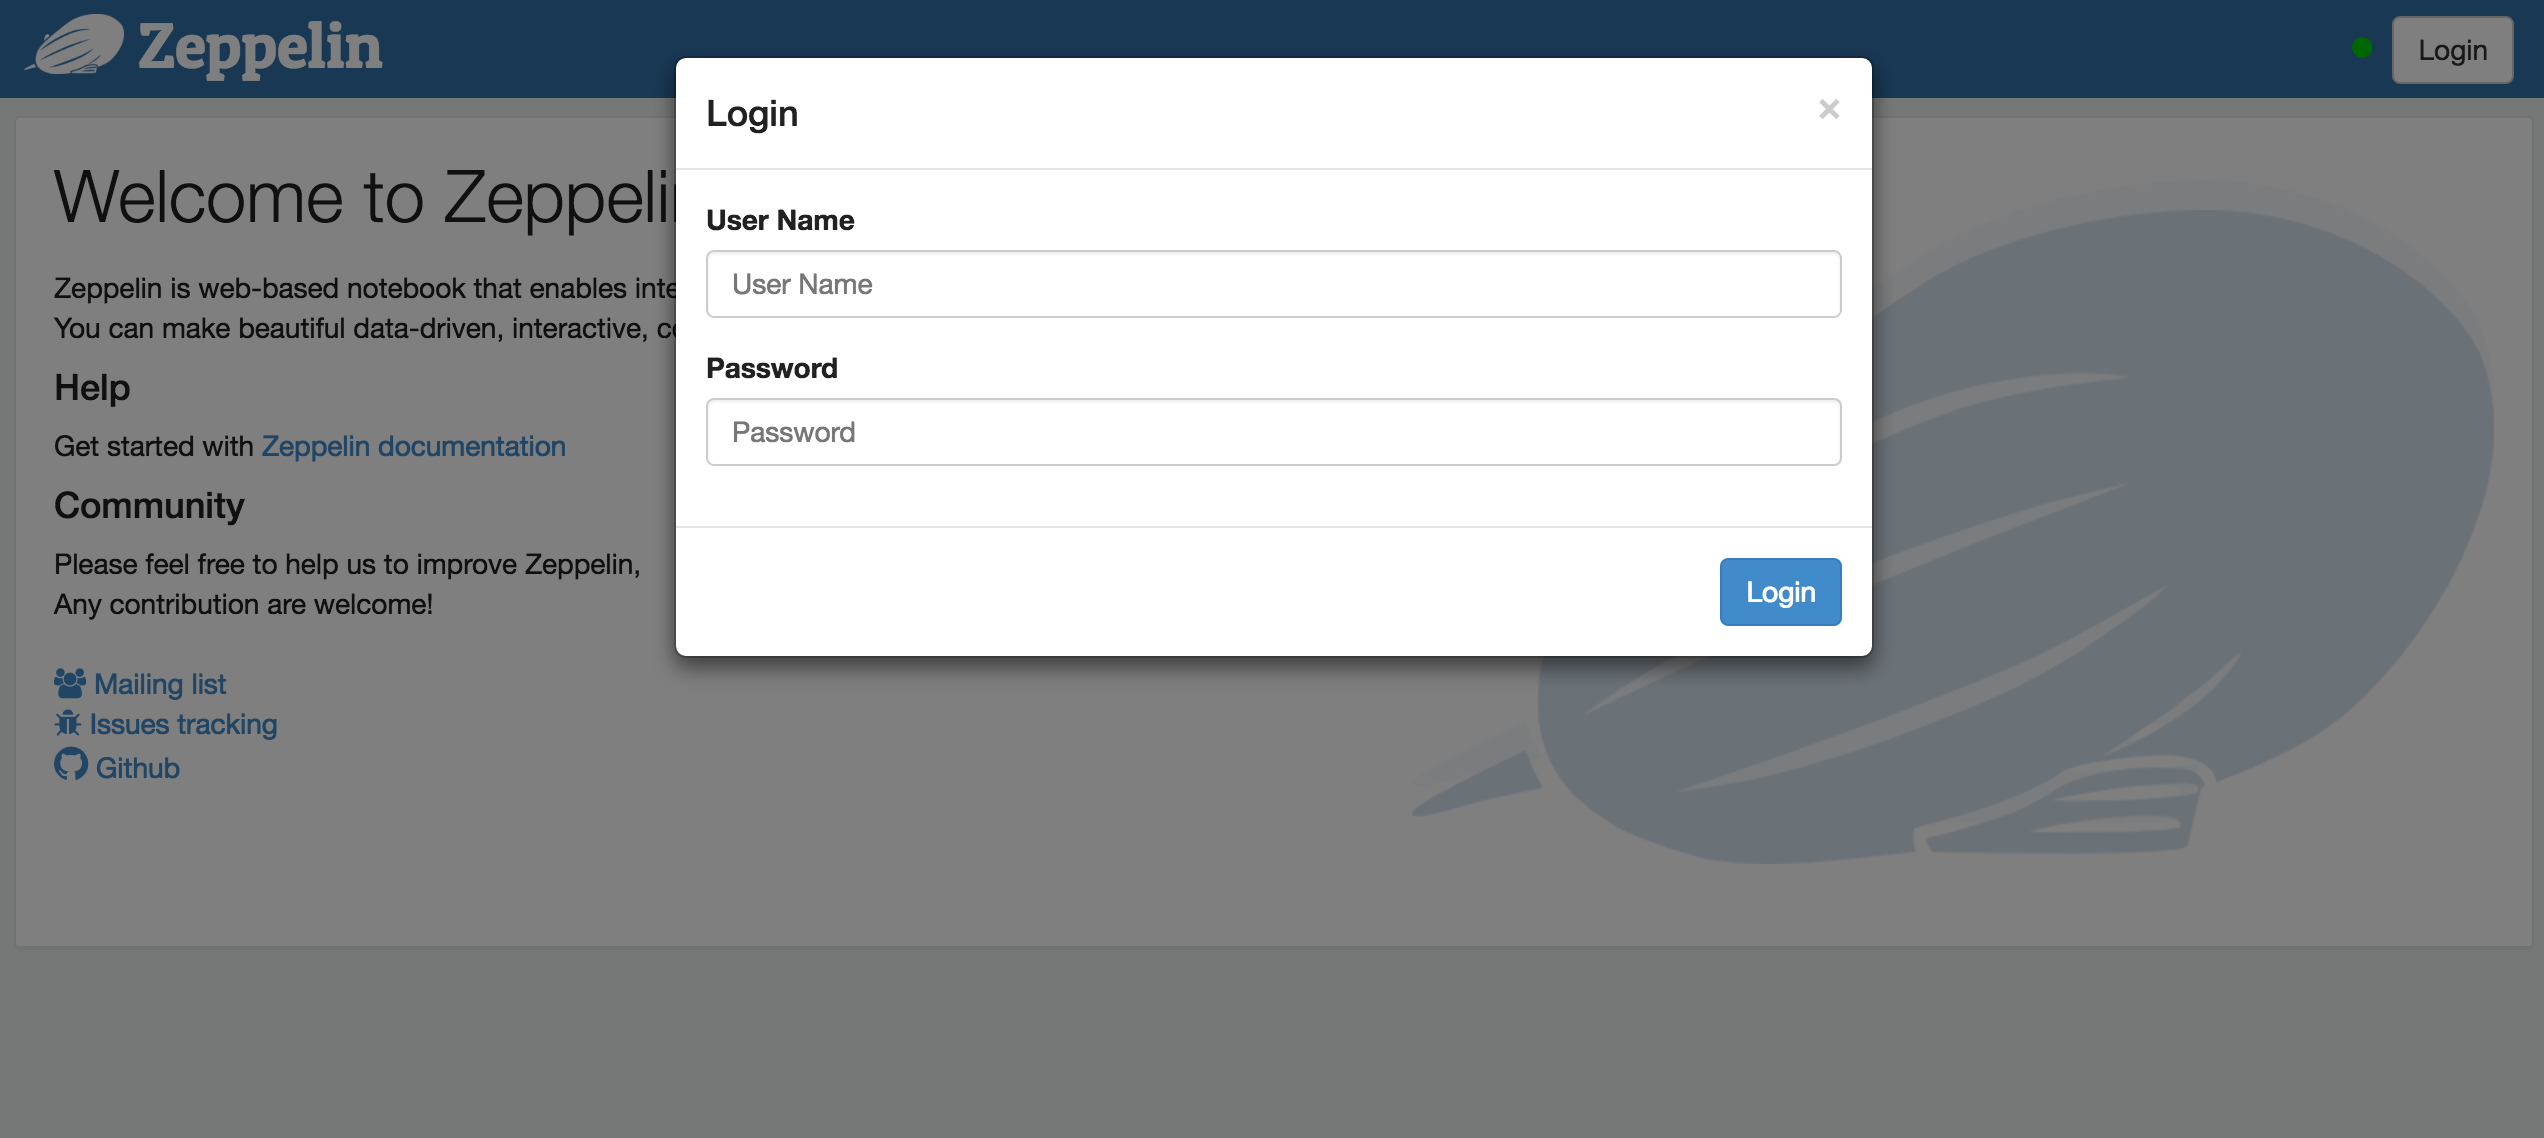 Zeppelin
Login
Login
×
Welcome to Zeppeli
User Name
User Name
Zeppelin is web-based notebook that enables inte
You can make beautiful data-driven, interactive, co
Password
Password
Help
Get started with Zeppelin documentation
Community
Please feel free to help us to improve Zeppelin,
Any contribution are welcome!
Login
Mailing list
Issues tracking
Github